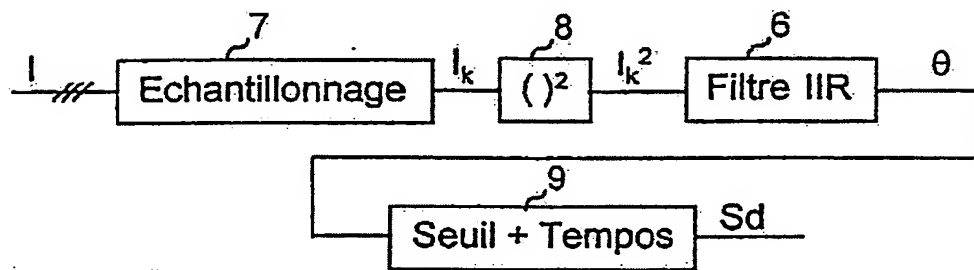 7 8 6
I Echantillonnage I_k ( )² I_k² Filtre IIR θ
9
Seuil + Tempos Sd